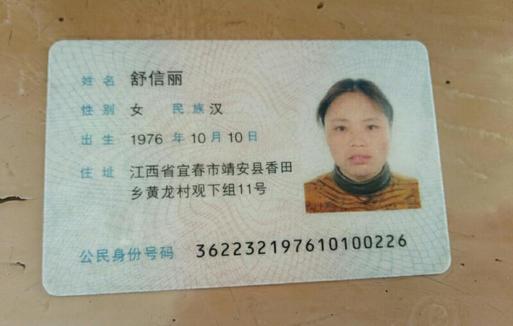 姓名 舒信丽
性别 女 民族 汉
出生 1976 年 10 月 10 日
住址 江西省宜春市靖安县香田
乡黄龙村观下组11号
公民身份号码 362232197610100226